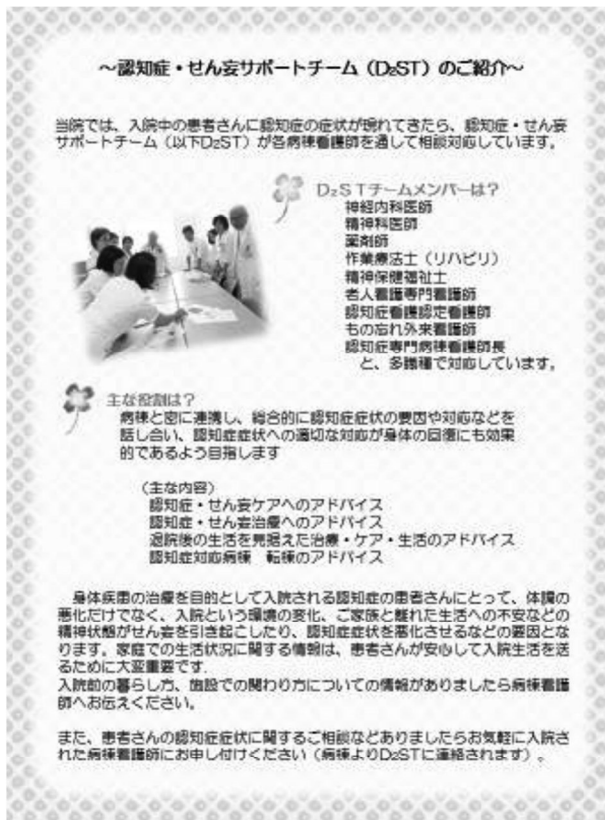 ～認知症・せん妄サポートチーム（D₂ST）のご紹介～
当院では、入院中の患者さんに認知症の症状が現れてきたら、認知症・せん妄
サポートチーム（以下D₂ST）が各病棟看護師を通して相談対応しています。
D₂STチームメンバーは？
神経内科医師
精神科医師
薬剤師
作業療法士（リハビリ）
精神保健福祉士
老人看護専門看護師
認知症看護認定看護師
もの忘れ外来看護師
認知症専門病棟看護師長
と、多職種で対応しています。
主な役割は？
病棟と密に連携し、総合的に認知症症状の要因や対応などを
話し合い、認知症症状への適切な対応が身体の回復にも効果
的であるよう目指します
（主な内容）
認知症・せん妄ケアへのアドバイス
認知症・せん妄治療へのアドバイス
退院後の生活を見据えた治療・ケア・生活のアドバイス
認知症対応病棟　転棟のアドバイス
身体疾患の治療を目的として入院される認知症の患者さんにとって、体調の
悪化だけでなく、入院という環境の変化、ご家族と離れた生活への不安などの
精神状態がせん妄を引き起こしたり、認知症症状を悪化させるなどの要因とな
ります。家庭での生活状況に関する情報は、患者さんが安心して入院生活を送
るために大変重要です.
入院前の暮らし方、施設での関わり方についての情報がありましたら病棟看護
師へお伝えください。
また、患者さんの認知症症状に関するご相談などありましたらお気軽に入院さ
れた病棟看護師にお申し付けください（病棟よりD₂STに連絡されます）。